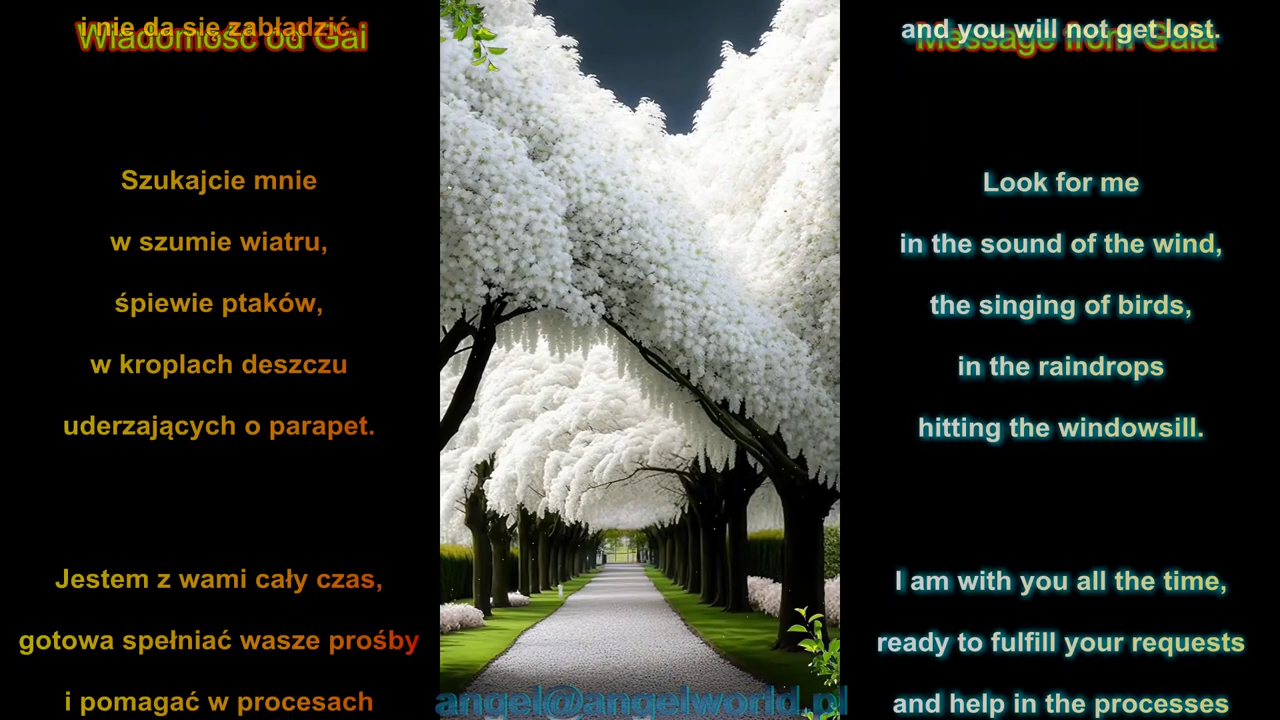 i nie da się zabłądzić.
Wiadomość od Gai
Szukajcie mnie
w szumie wiatru,
śpiewie ptaków,
w kroplach deszczu
uderzających o parapet.
Jestem z wami cały czas,
gotowa spełniać wasze prośby
i pomagać w procesach
and you will not get lost.
Message from Gaia
Look for me
in the sound of the wind,
the singing of birds,
in the raindrops
hitting the windowsill.
I am with you all the time,
ready to fulfill your requests
and help in the processes
angel@angelworld.pl